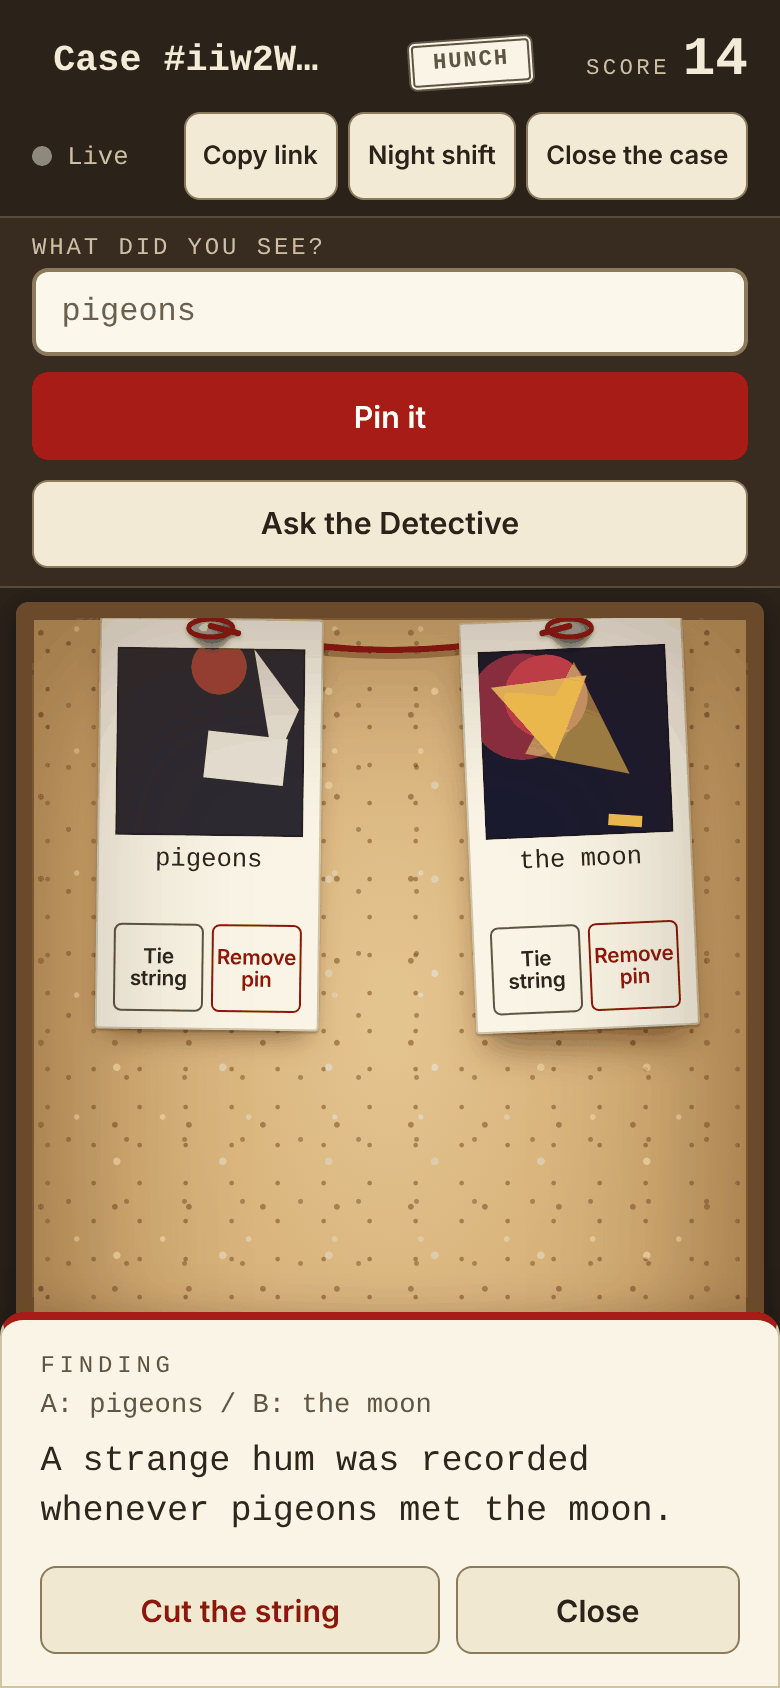 Case #iiw2W…
HUNCH
SCORE 14
Live
Copy link
Night shift
Close the case
WHAT DID YOU SEE?
pigeons
Pin it
Ask the Detective
pigeons
Tie
string
Remove
pin
the moon
Tie
string
Remove
pin
FINDING
A: pigeons / B: the moon
A strange hum was recorded
whenever pigeons met the moon.
Cut the string
Close